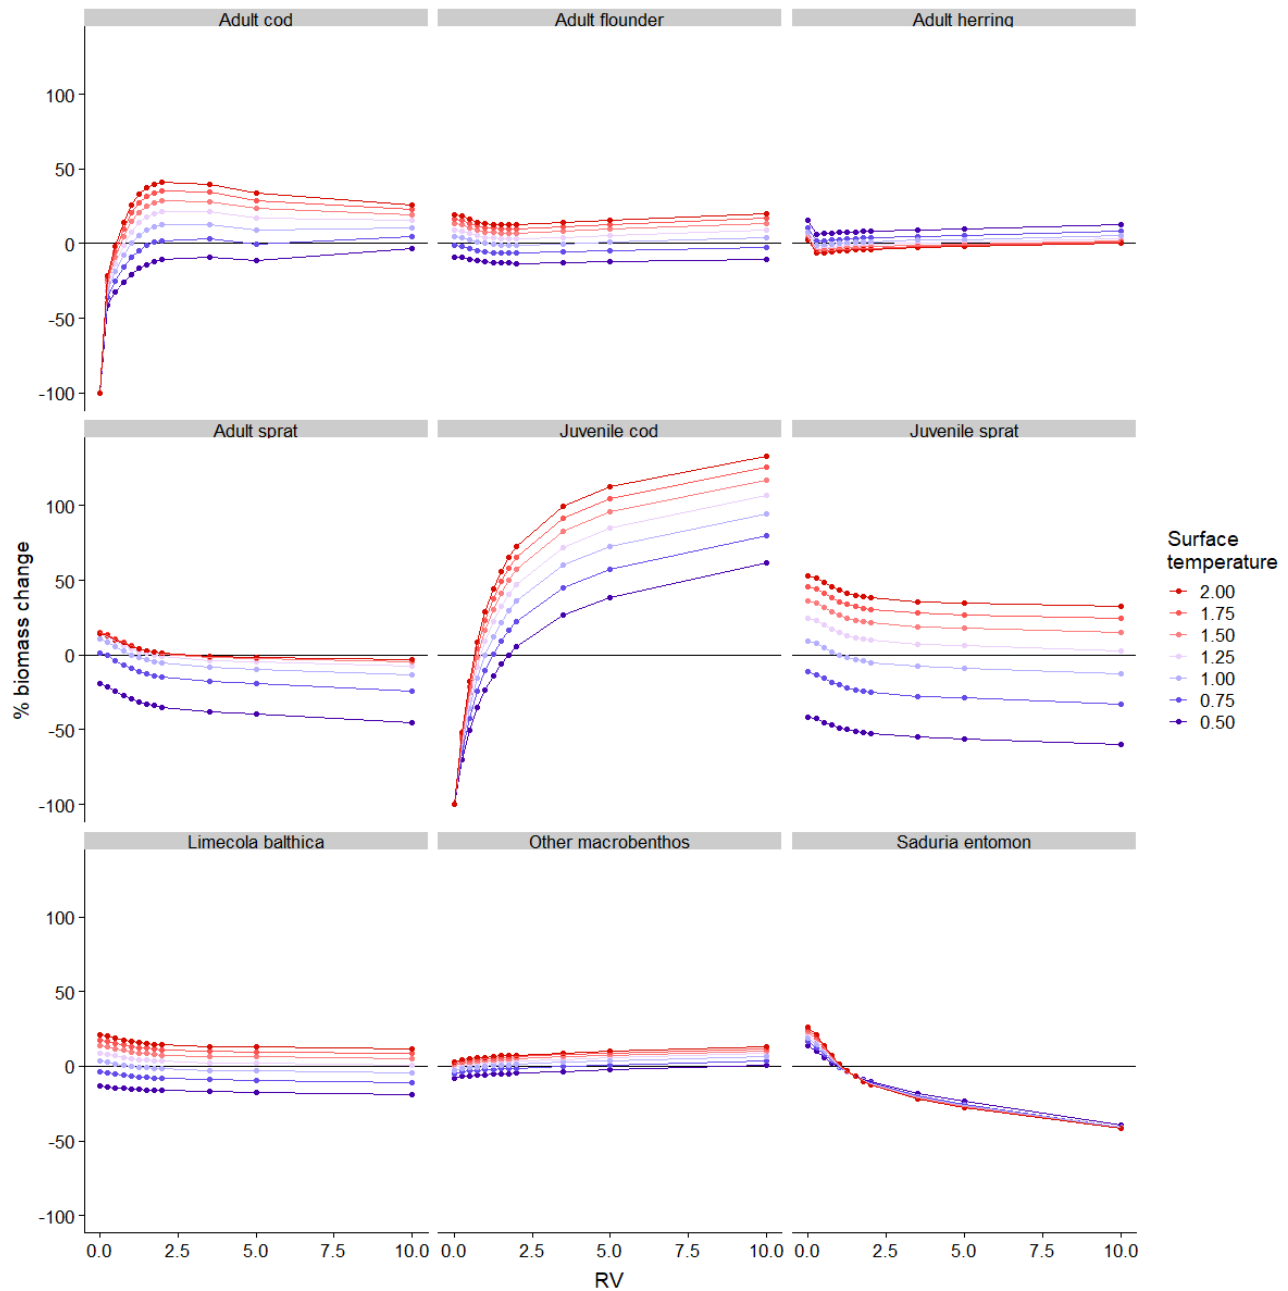 Adult cod Adult flounder Adult herring
100
50
0
-50
-100
Adult sprat Juvenile cod Juvenile sprat
100
50
0
-50
-100
Limecola balthica Other macrobenthos Saduria entomon
100
50
0
-50
-100
0.0 2.5 5.0 7.5 10.0 0.0 2.5 5.0 7.5 10.0 0.0 2.5 5.0 7.5 10.0
RV
% biomass change
Surface
temperature
2.00
1.75
1.50
1.25
1.00
0.75
0.50